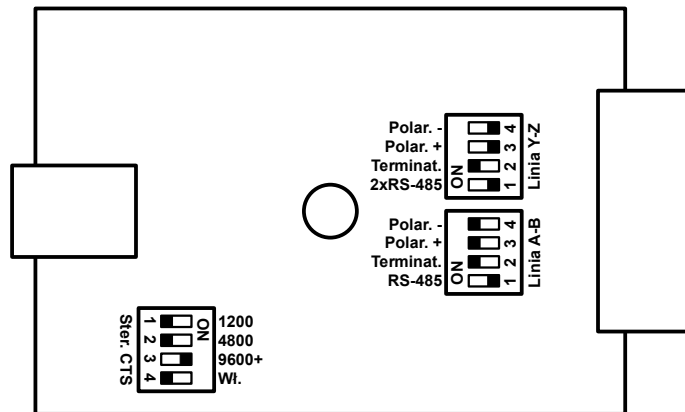 Polar. - 4
Polar. + 3
Terminat. 2
2xRS-485 1
ON
Linia Y-Z
Polar. - 4
Polar. + 3
Terminat. 2
RS-485 1
ON
Linia A-B
Ster. CTS
1 1200
2 4800
3 9600+
4 Wł.
ON